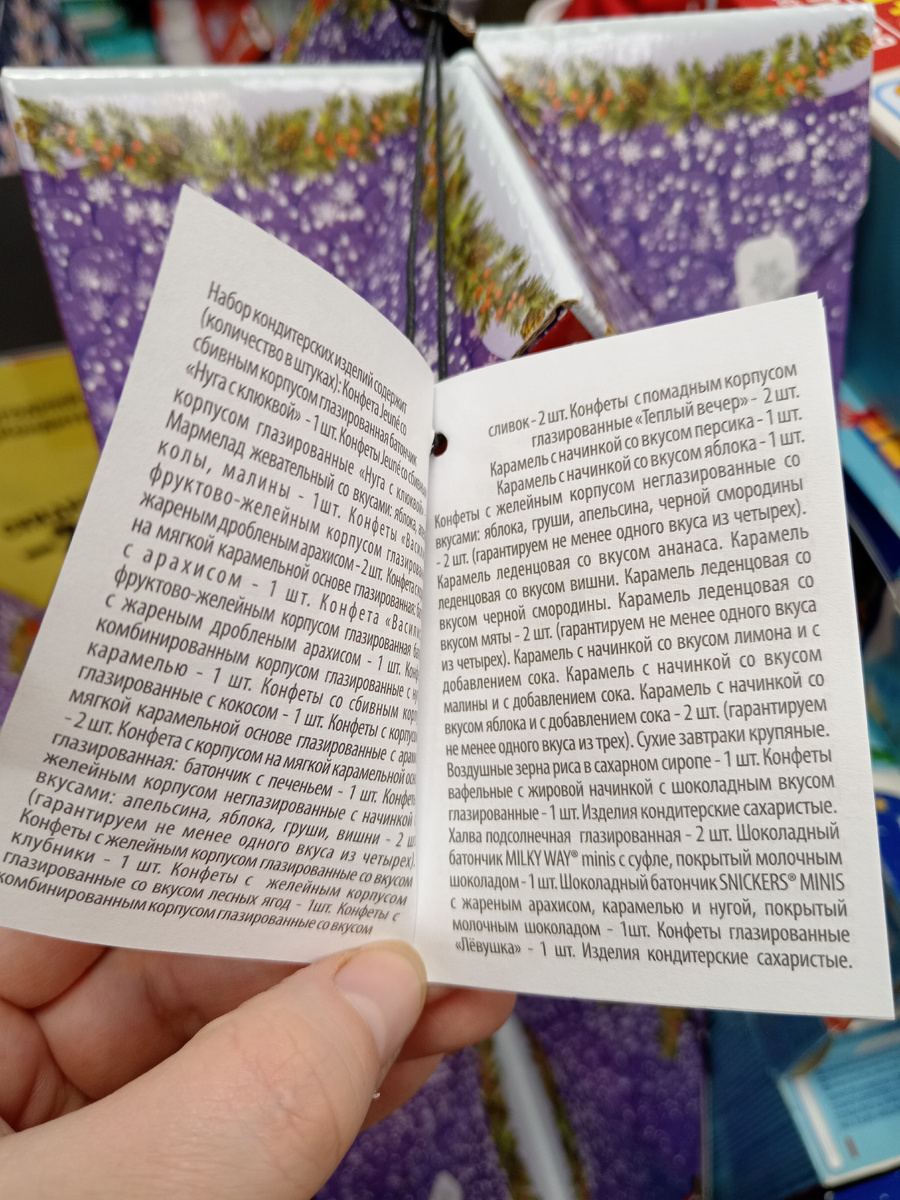 Набор кондитерских изделий содержит
(количество в штуках): Конфета Jeuné со
сбивным корпусом глазированная батончик
«Нуга с клюквой» - 1 шт. Конфеты Jeuné со сбивным
корпусом глазированные «Нуга с клюквой»
Мармелад жевательный со вкусами: яблока,
колы, малины - 1 шт. Конфеты
фруктово-желейным корпусом
жареным дробленым арахисом - 2 шт. Конфета
на мягкой карамельной основе глазированная:
с арахисом - 1 шт. Конфета
фруктово-желейным корпусом глазированная
с жареным дробленым арахисом - 1 шт.
комбинированным корпусом глазированные с
карамелью - 1 шт. Конфеты со сбивным
глазированные с кокосом - 1 шт. Конфеты с
мягкой карамельной основе глазированные с
- 2 шт. Конфета с корпусом на мягкой карамельной
глазированная: батончик с печеньем - 1 шт.
желейным корпусом неглазированные с начинкой
вкусами: апельсина, яблока, груши, вишни - 2
(гарантируем не менее одного вкуса из четырех).
Конфеты с желейным корпусом глазированные со вкусом
клубники - 1 шт. Конфеты с желейным корпусом
глазированные со вкусом лесных ягод - 1шт. Конфеты с
комбинированным корпусом глазированные со вкусом
сливок - 2 шт. Конфеты с помадным корпусом
глазированные «Теплый вечер» - 2 шт.
Карамель с начинкой со вкусом персика - 1 шт.
Карамель с начинкой со вкусом яблока - 1 шт.
Конфеты с желейным корпусом неглазированные со
вкусами: яблока, груши, апельсина, черной смородины
- 2 шт. (гарантируем не менее одного вкуса из четырех).
Карамель леденцовая со вкусом ананаса. Карамель
леденцовая со вкусом вишни. Карамель леденцовая со
вкусом черной смородины. Карамель леденцовая со
вкусом мяты - 2 шт. (гарантируем не менее одного вкуса
из четырех). Карамель с начинкой со вкусом лимона и с
добавлением сока. Карамель с начинкой со вкусом
малины и с добавлением сока. Карамель с начинкой со
вкусом яблока и с добавлением сока - 2 шт. (гарантируем
не менее одного вкуса из трех). Сухие завтраки крупяные.
Воздушные зерна риса в сахарном сиропе - 1 шт. Конфеты
вафельные с жировой начинкой с шоколадным вкусом
глазированные - 1 шт. Изделия кондитерские сахаристые.
Халва подсолнечная глазированная - 2 шт. Шоколадный
батончик MILKY WAY® minis с суфле, покрытый молочным
шоколадом - 1 шт. Шоколадный батончик SNICKERS® MINIS
с жареным арахисом, карамелью и нугой, покрытый
молочным шоколадом - 1шт. Конфеты глазированные
«Лёвушка» - 1 шт. Изделия кондитерские сахаристые.